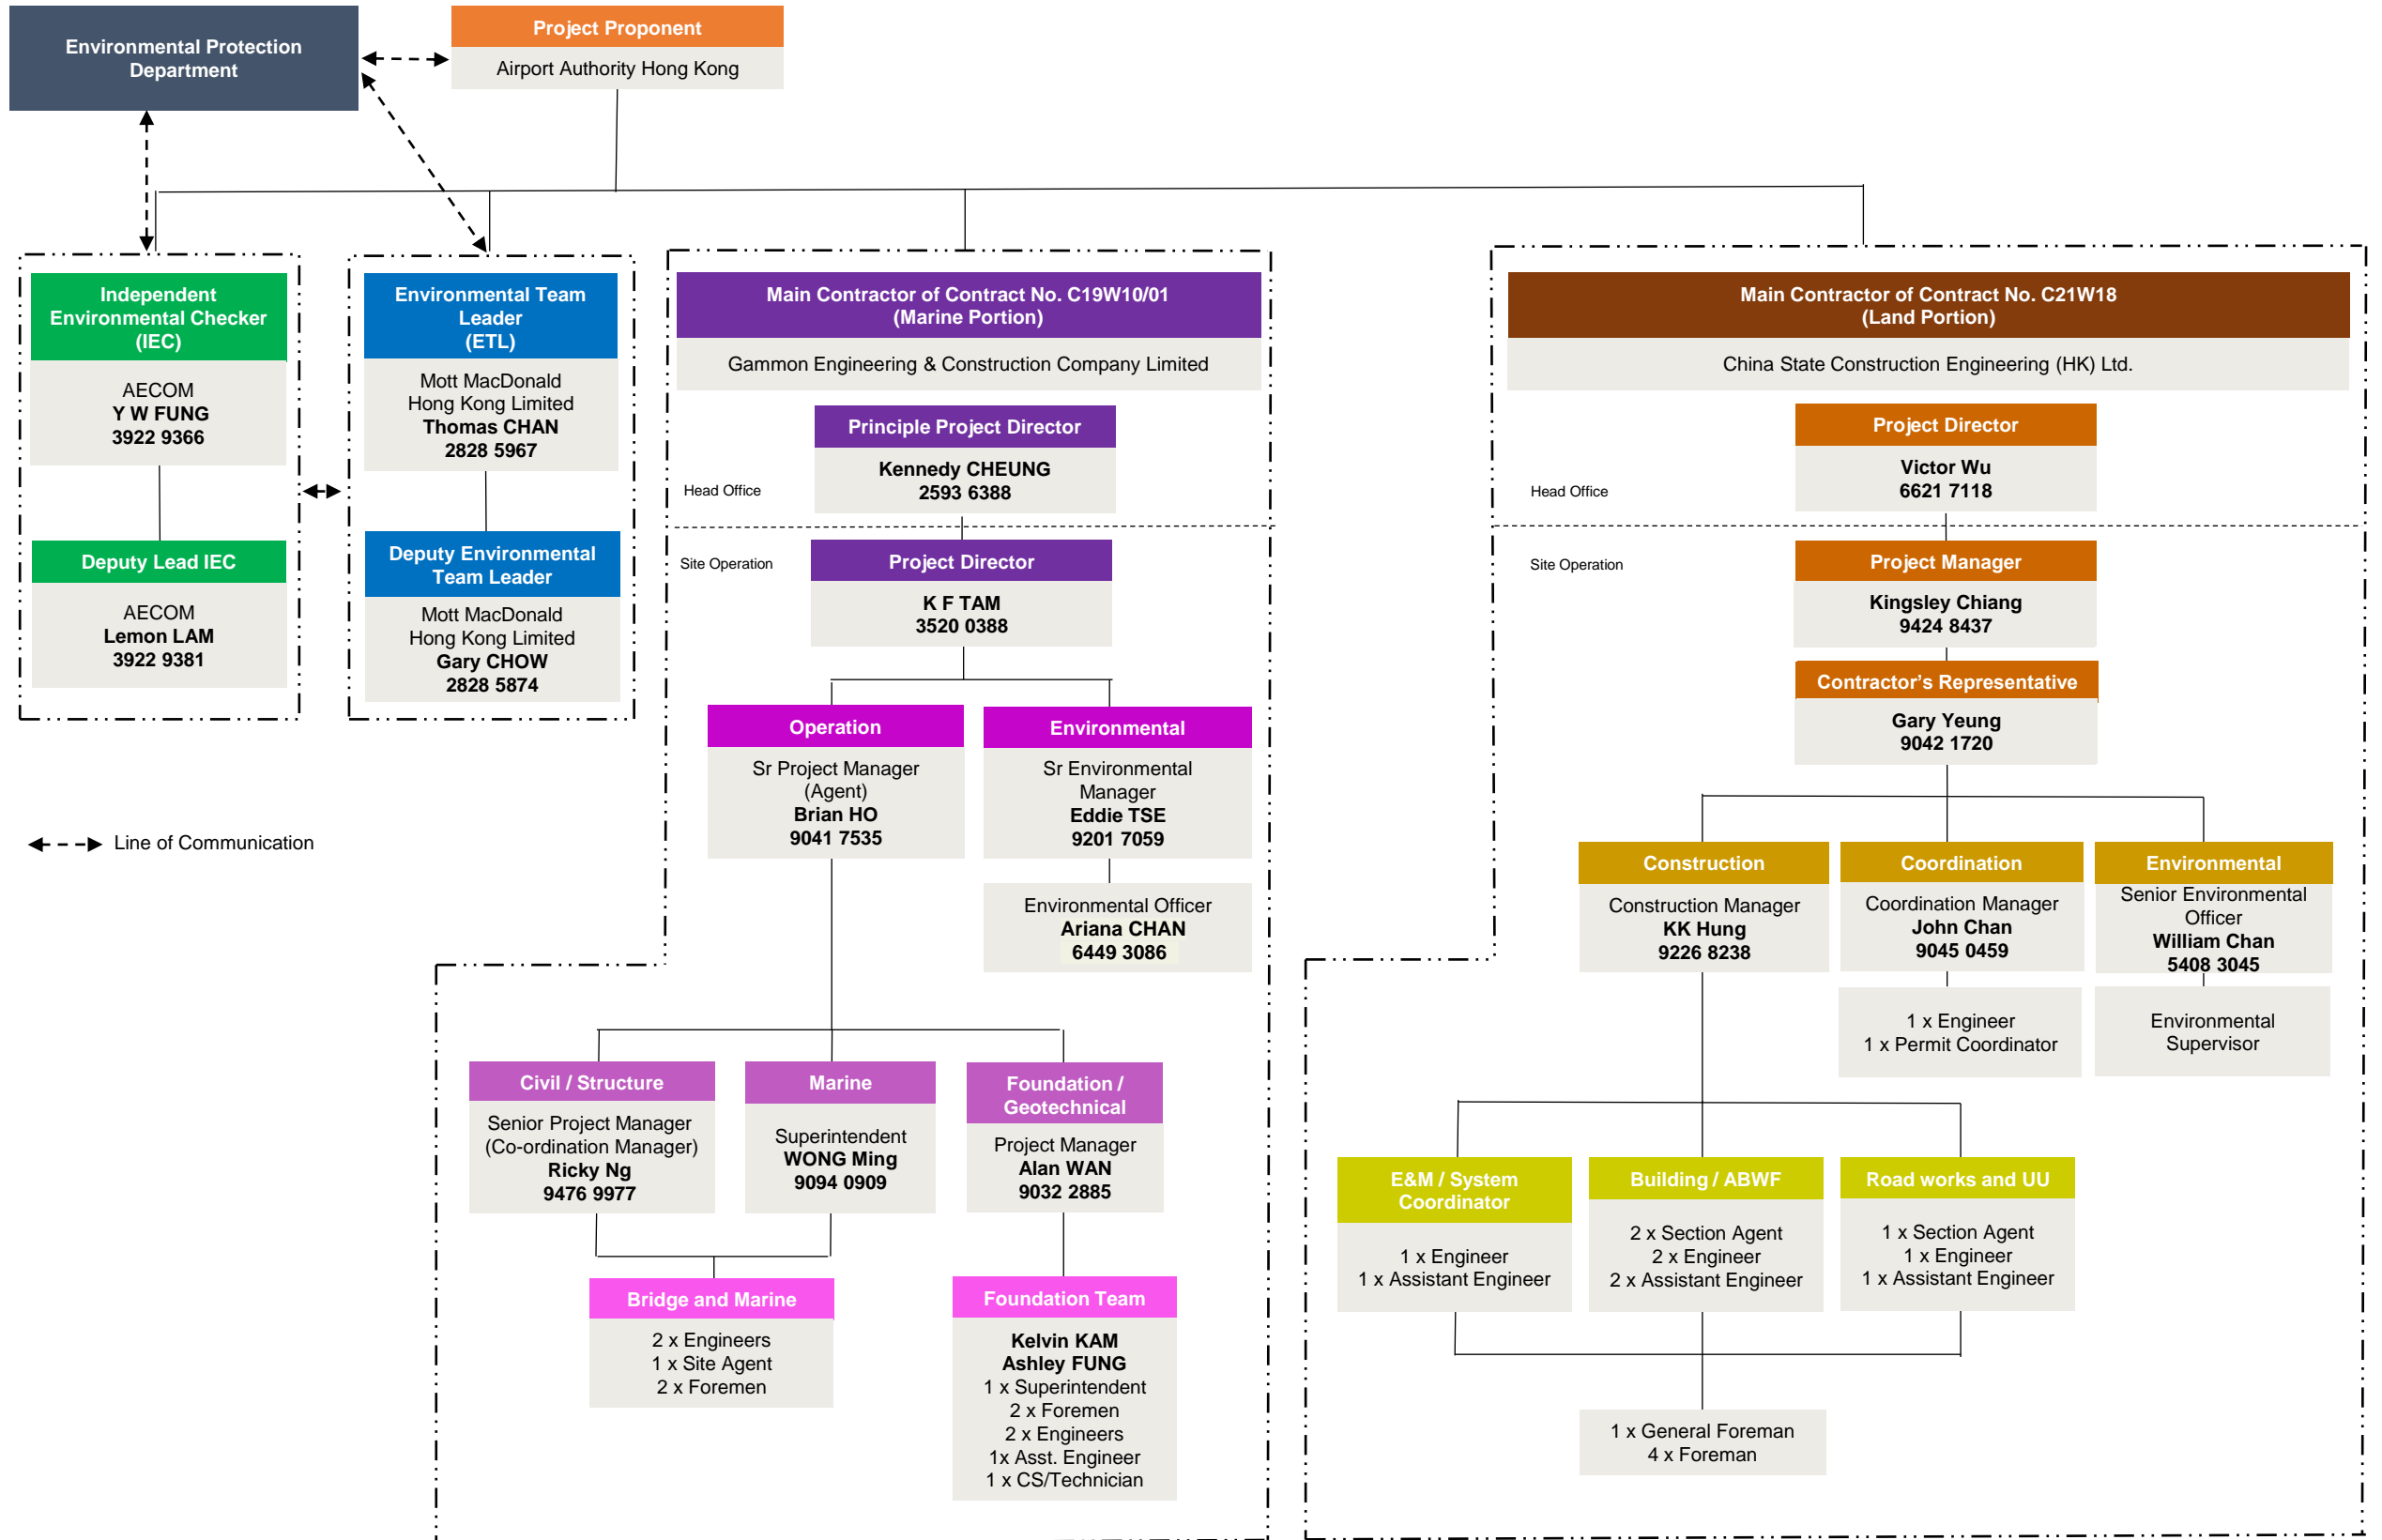 Environmental Protection
Department
Project Proponent
Airport Authority Hong Kong
Independent
Environmental Checker
(IEC)
AECOM
Y W FUNG
3922 9366
Deputy Lead IEC
AECOM
Lemon LAM
3922 9381
Environmental Team
Leader
(ETL)
Mott MacDonald
Hong Kong Limited
Thomas CHAN
2828 5967
Deputy Environmental
Team Leader
Mott MacDonald
Hong Kong Limited
Gary CHOW
2828 5874
Line of Communication
Main Contractor of Contract No. C19W10/01
(Marine Portion)
Gammon Engineering & Construction Company Limited
Principle Project Director
Kennedy CHEUNG
2593 6388
Head Office
Site Operation
Project Director
K F TAM
3520 0388
Operation
Sr Project Manager
(Agent)
Brian HO
9041 7535
Environmental
Sr Environmental
Manager
Eddie TSE
9201 7059
Environmental Officer
Ariana CHAN
6449 3086
Civil / Structure
Senior Project Manager
(Co-ordination Manager)
Ricky Ng
9476 9977
Marine
Superintendent
WONG Ming
9094 0909
Foundation /
Geotechnical
Project Manager
Alan WAN
9032 2885
Bridge and Marine
2 x Engineers
1 x Site Agent
2 x Foremen
Foundation Team
Kelvin KAM
Ashley FUNG
1 x Superintendent
2 x Foremen
2 x Engineers
1x Asst. Engineer
1 x CS/Technician
Main Contractor of Contract No. C21W18
(Land Portion)
China State Construction Engineering (HK) Ltd.
Project Director
Victor Wu
6621 7118
Head Office
Site Operation
Project Manager
Kingsley Chiang
9424 8437
Contractor’s Representative
Gary Yeung
9042 1720
Construction
Construction Manager
KK Hung
9226 8238
Coordination
Coordination Manager
John Chan
9045 0459
1 x Engineer
1 x Permit Coordinator
Environmental
Senior Environmental
Officer
William Chan
5408 3045
Environmental
Supervisor
E&M / System
Coordinator
1 x Engineer
1 x Assistant Engineer
Building / ABWF
2 x Section Agent
2 x Engineer
2 x Assistant Engineer
Road works and UU
1 x Section Agent
1 x Engineer
1 x Assistant Engineer
1 x General Foreman
4 x Foreman